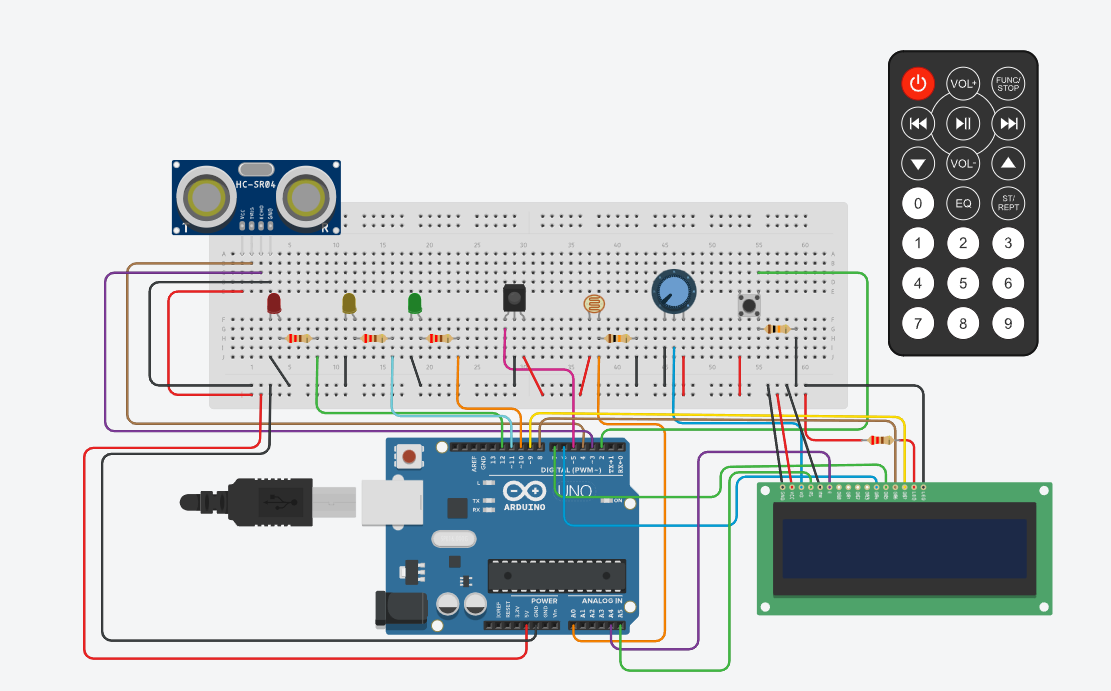 VOL+
FUNC/
STOP
VOL-
0
EQ
ST/
REPT
1
2
3
4
5
6
7
8
9
HC-SR04
VCC
TRIG
ECHO
GND
T
R
5
10
15
20
25
30
35
40
45
50
55
60
A
B
C
D
E
F
G
H
I
J
1
5
10
15
20
25
30
35
40
45
50
55
60
AREF
GND
13
12
~11
~10
~9
8
7
~6
~5
4
~3
2
TX→1
RX←0
DIGITAL (PWM~)
L
TX
RX
UNO
ARDUINO
ON
POWER
ANALOG IN
IOREF
RESET
3.3V
5V
GND
GND
Vin
A0
A1
A2
A3
A4
A5